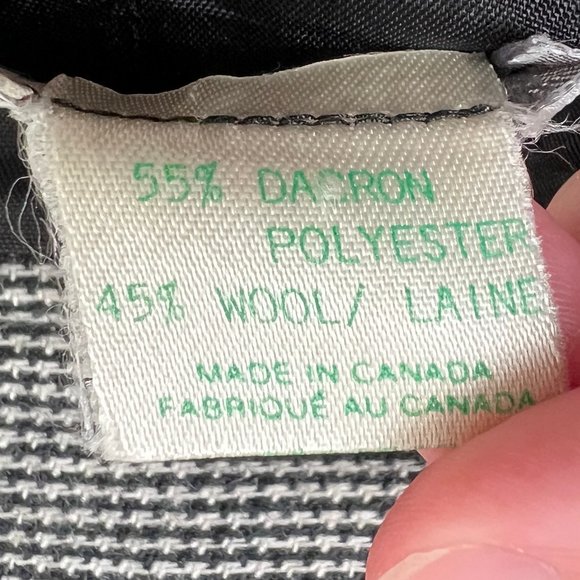 55% DACRON
POLYESTER
45% WOOL/ LAINE
MADE IN CANADA
FABRIQUÉ AU CANADA